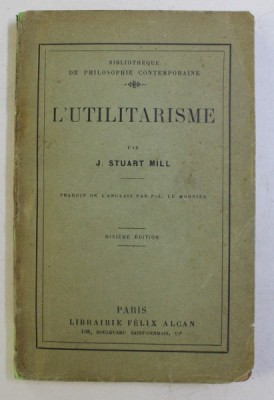 BIBLIOTHÈQUE
DE PHILOSOPHIE CONTEMPORAINE
L'UTILITARISME
PAR
J. STUART MILL
TRADUIT DE L'ANGLAIS PAR P.-L. LE MONNIER
ÉDITION
PARIS
LIBRAIRIE FÉLIX ALCAN
108, BOULEVARD SAINT-GERMAIN, VIᵉ